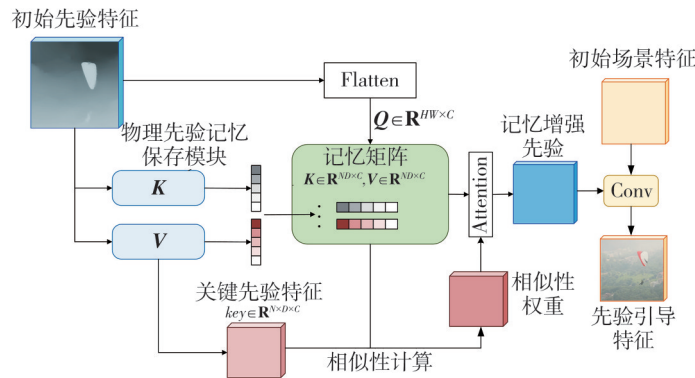 初始先验特征
Flatten
初始场景特征
Q∈R^{HW×C}
物理先验记忆
保存模块
记忆矩阵
K∈R^{ND×C},V∈R^{ND×C}
记忆增强
先验
K
Attention
Conv
V
关键先验特征
key∈R^{N×D×C}
相似性
权重
先验引导
特征
相似性计算